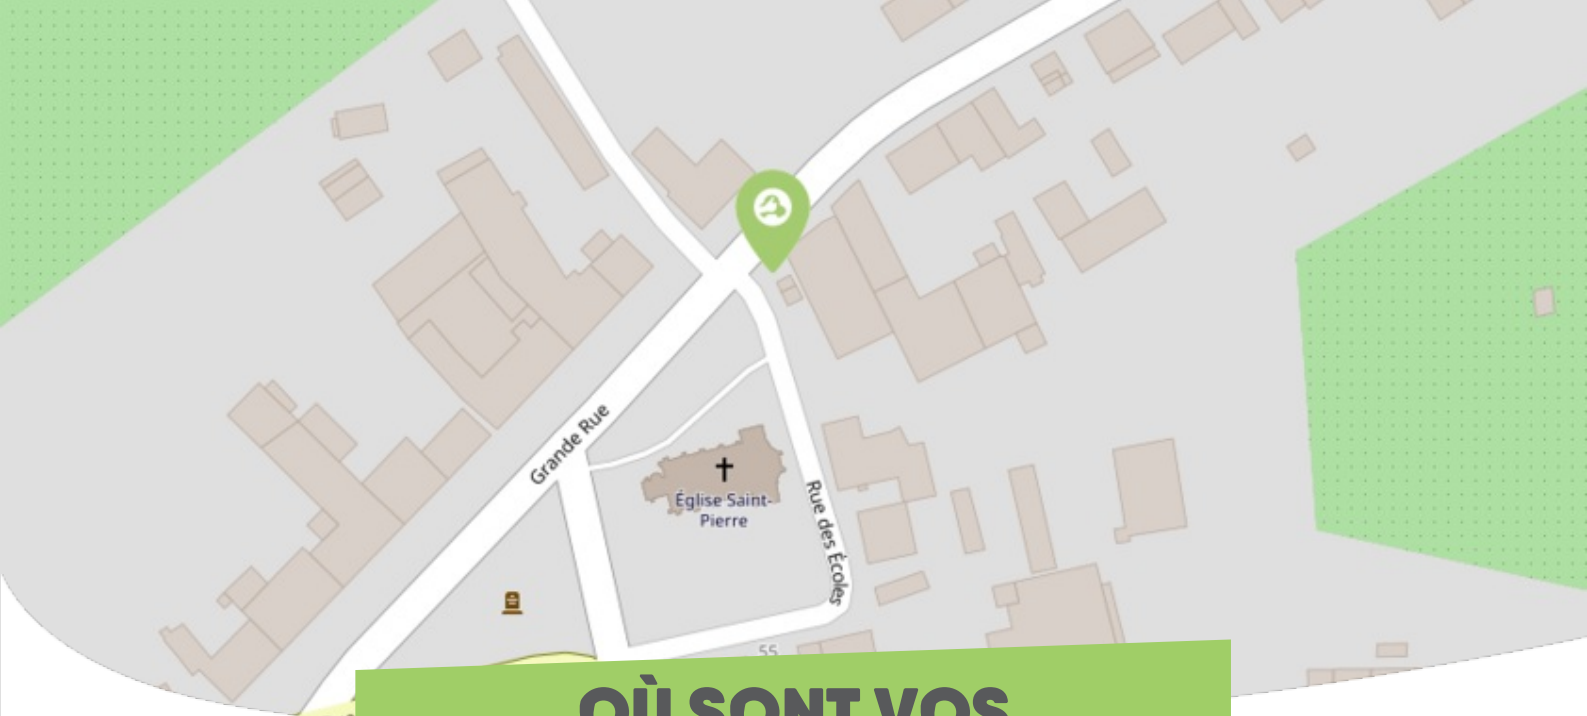 Grande Rue
Église Saint-
Pierre
Rue des Écoles
55
OÙ SONT VOS